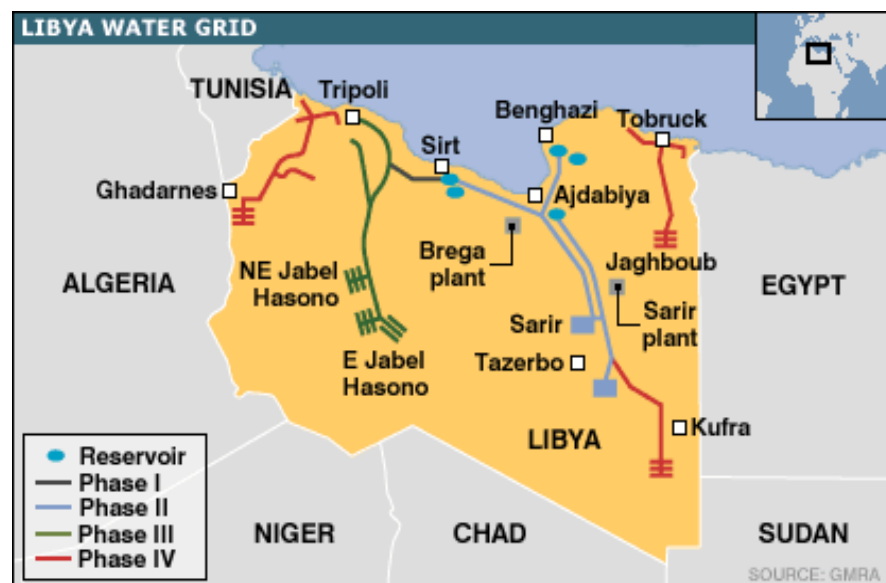 LIBYA WATER GRID
TUNISIA
Tripoli
Benghazi
Tobruck
Sirt
Ghadarnes
Ajdabiya
ALGERIA
NE Jabel
Hasono
Brega
plant
Jaghboub
EGYPT
Sarir
Sarir
plant
E Jabel
Hasono
Tazerbo
LIBYA
Kufra
Reservoir
Phase I
Phase II
Phase III
Phase IV
NIGER
CHAD
SUDAN
SOURCE: GMRA